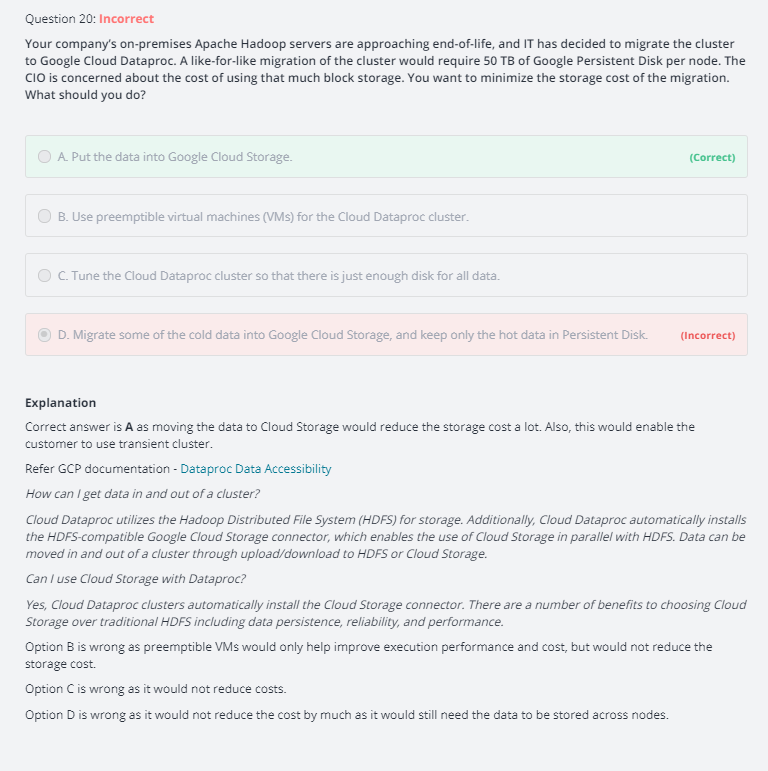 Question 20: Incorrect
Your company's on-premises Apache Hadoop servers are approaching end-of-life, and IT has decided to migrate the cluster
to Google Cloud Dataproc. A like-for-like migration of the cluster would require 50 TB of Google Persistent Disk per node. The
CIO is concerned about the cost of using that much block storage. You want to minimize the storage cost of the migration.
What should you do?
A. Put the data into Google Cloud Storage. (Correct)
B. Use preemptible virtual machines (VMs) for the Cloud Dataproc cluster.
C. Tune the Cloud Dataproc cluster so that there is just enough disk for all data.
D. Migrate some of the cold data into Google Cloud Storage, and keep only the hot data in Persistent Disk. (Incorrect)
Explanation
Correct answer is A as moving the data to Cloud Storage would reduce the storage cost a lot. Also, this would enable the
customer to use transient cluster.
Refer GCP documentation - Dataproc Data Accessibility
How can I get data in and out of a cluster?
Cloud Dataproc utilizes the Hadoop Distributed File System (HDFS) for storage. Additionally, Cloud Dataproc automatically installs
the HDFS-compatible Google Cloud Storage connector, which enables the use of Cloud Storage in parallel with HDFS. Data can be
moved in and out of a cluster through upload/download to HDFS or Cloud Storage.
Can I use Cloud Storage with Dataproc?
Yes, Cloud Dataproc clusters automatically install the Cloud Storage connector. There are a number of benefits to choosing Cloud
Storage over traditional HDFS including data persistence, reliability, and performance.
Option B is wrong as preemptible VMs would only help improve execution performance and cost, but would not reduce the
storage cost.
Option C is wrong as it would not reduce costs.
Option D is wrong as it would not reduce the cost by much as it would still need the data to be stored across nodes.